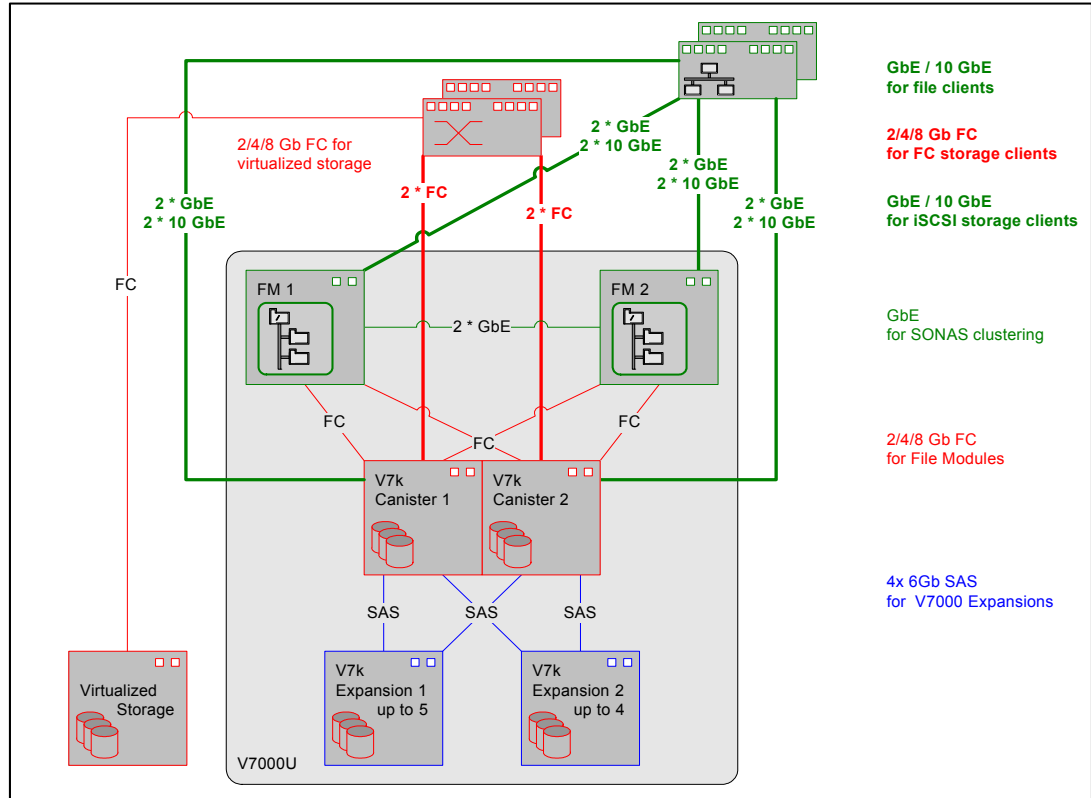 GbE / 10 GbE
for file clients
2/4/8 Gb FC for
virtualized storage
2/4/8 Gb FC
for FC storage clients
2 * GbE
2 * 10 GbE
2 * GbE
2 * 10 GbE
2 * FC
2 * FC
2 * GbE
2 * 10 GbE
2 * GbE
2 * 10 GbE
GbE / 10 GbE
for iSCSI storage clients
FC
FM 1
FM 2
2 * GbE
GbE
for SONAS clustering
FC
FC
FC
2/4/8 Gb FC
for File Modules
V7k
Canister 1
V7k
Canister 2
4x 6Gb SAS
for V7000 Expansions
SAS
SAS
SAS
Virtualized
Storage
V7k
Expansion 1
up to 5
V7k
Expansion 2
up to 4
V7000U